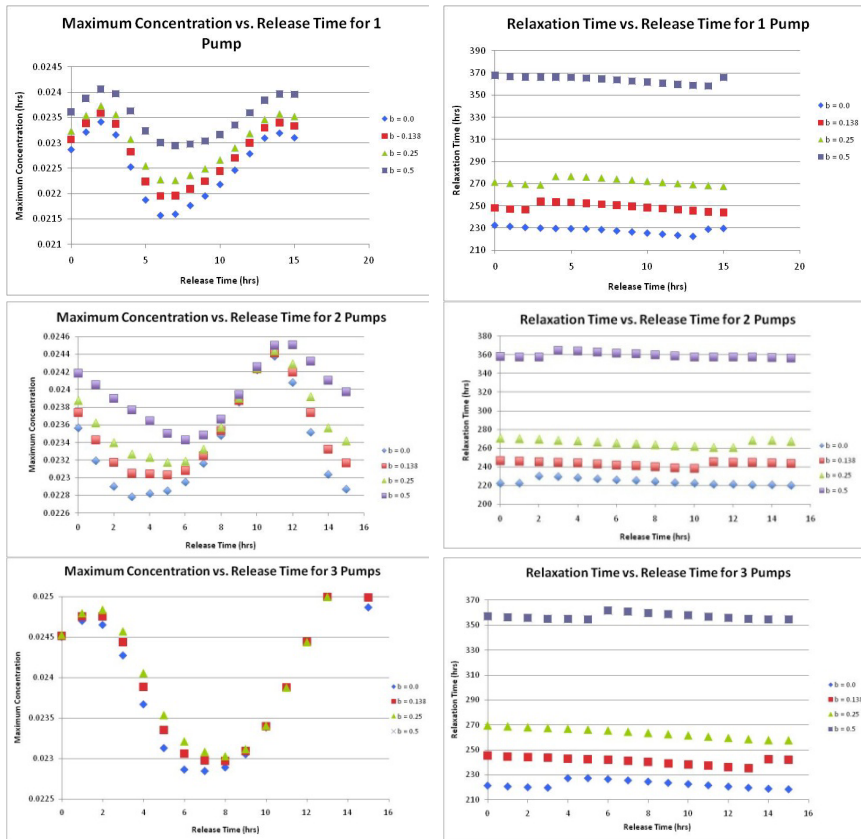 Maximum Concentration vs. Release Time for 1
Pump
Maximum Concentration (hrs)
0.0245
0.024
0.0235
0.023
0.0225
0.022
0.0215
0.021
0
5
10
15
20
Release Time (hrs)
b = 0.0
b - 0.138
b = 0.25
b = 0.5
Relaxation Time vs. Release Time for 1 Pump
Relaxation Time (hrs)
390
370
350
330
310
290
270
250
230
210
0
5
10
15
20
Release Time (hrs)
b = 0.0
b = 0.138
b = 0.25
b = 0.5
Maximum Concentration vs. Release Time for 2 Pumps
Maximum Concentration
0.0246
0.0244
0.0242
0.024
0.0238
0.0236
0.0234
0.0232
0.023
0.0228
0.0226
0
2
4
6
8
10
12
14
16
Release Time (hrs)
b = 0.0
b = 0.138
b = 0.25
b = 0.5
Relaxation Time vs. Release Time for 2 Pumps
Relaxation Time (hrs)
380
360
340
320
300
280
260
240
220
200
0
2
4
6
8
10
12
14
16
Release Time (hrs)
b = 0.0
b = 0.138
b = 0.25
b = 0.5
Maximum Concentration vs. Release Time for 3 Pumps
Maximum Concentration
0.025
0.0245
0.024
0.0235
0.023
0.0225
0
2
4
6
8
10
12
14
16
Release Time (hrs)
b = 0.0
b = 0.138
b = 0.25
b = 0.5
Relaxation Time vs. Release Time for 3 Pumps
Relaxation Time (hrs)
390
370
350
330
310
290
270
250
230
210
0
2
4
6
8
10
12
14
16
Release Time (hrs)
b = 0.0
b = 0.138
b = 0.25
b = 0.5